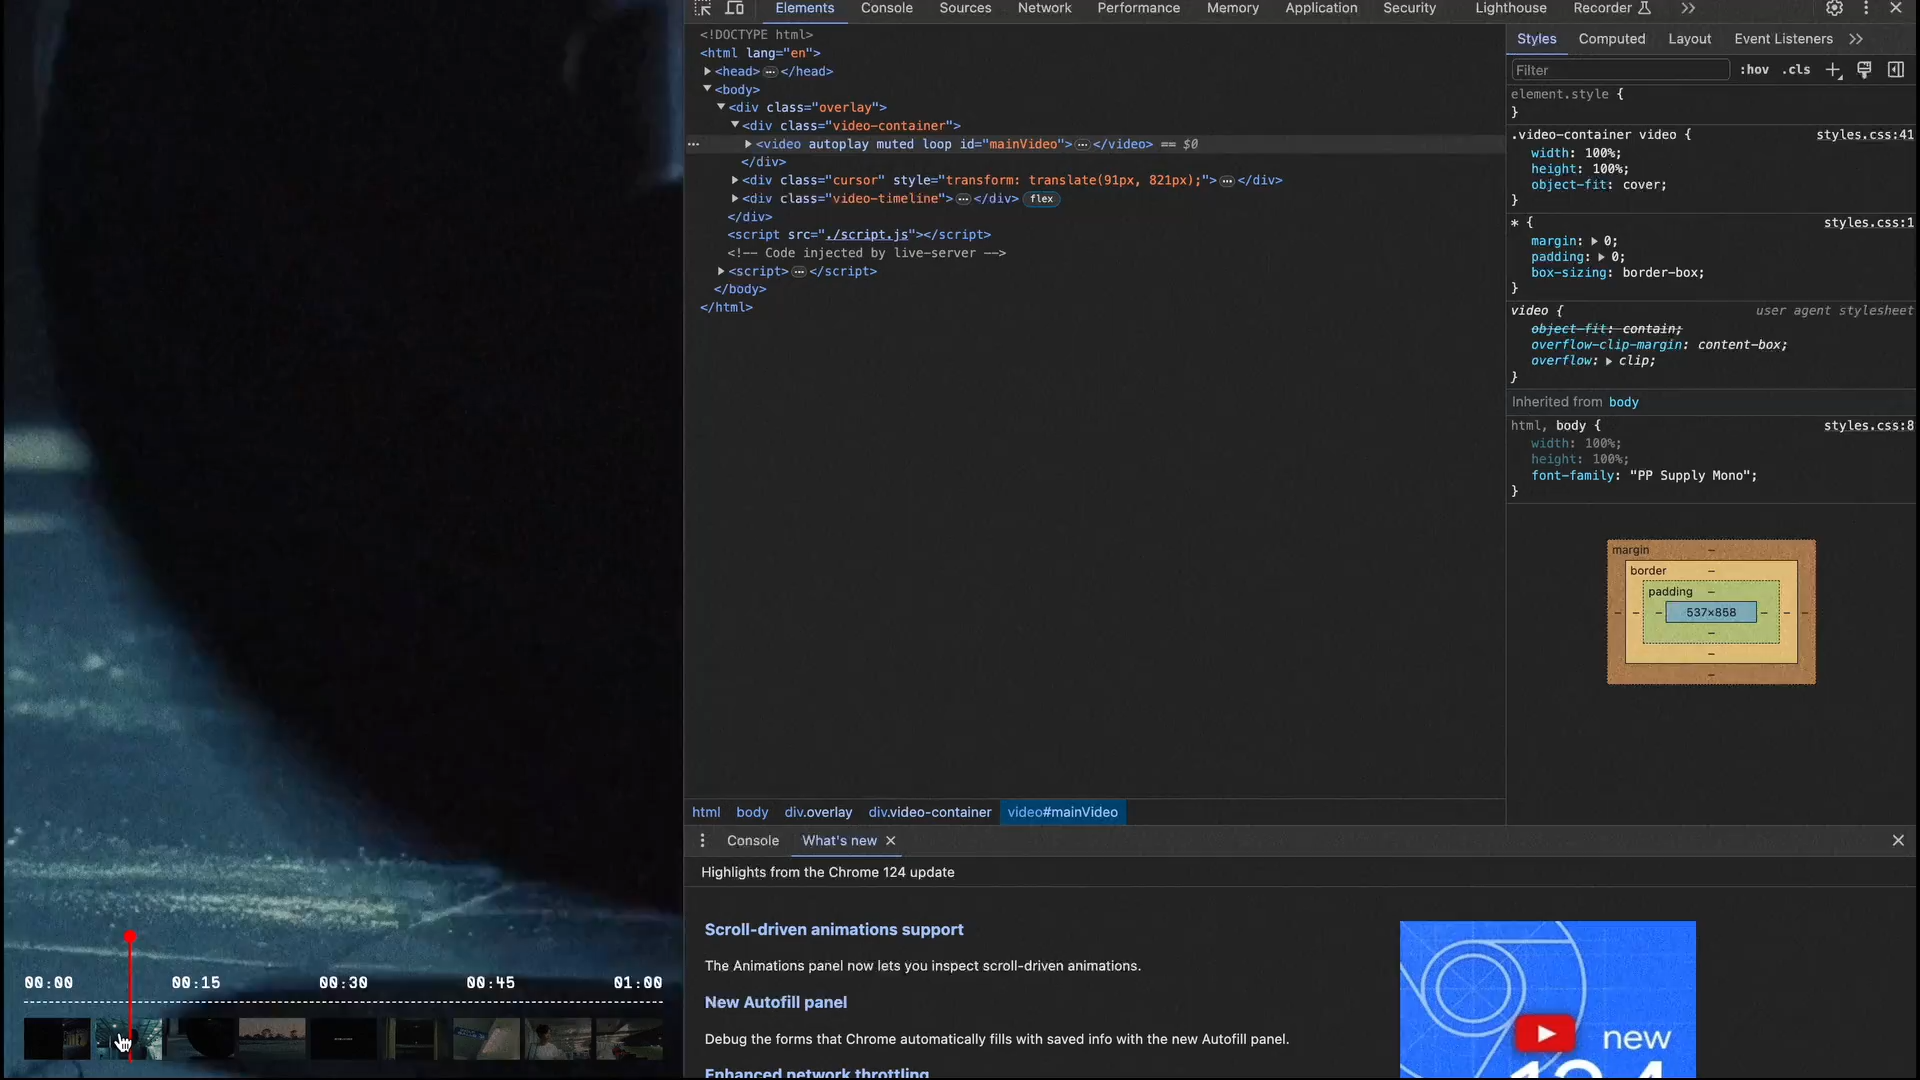 Elements Console Sources Network Performance Memory Application Security Lighthouse Recorder
<!DOCTYPE html>
<html lang="en">
<head> … </head>
<body>
<div class="overlay">
<div class="video-container">
… <video autoplay muted loop id="mainVideo"> … </video> == $0
</div>
<div class="cursor" style="transform: translate(91px, 821px);"> … </div>
<div class="video-timeline"> … </div> flex
</div>
<script src="./script.js"></script>
<!-- Code injected by live-server -->
<script> … </script>
</body>
</html>
html body div.overlay div.video-container video#mainVideo
Styles Computed Layout Event Listeners
Filter :hov .cls
element.style {
}
.video-container video { styles.css:41
width: 100%;
height: 100%;
object-fit: cover;
}
* { styles.css:1
margin: 0;
padding: 0;
box-sizing: border-box;
}
video { user agent stylesheet
object-fit: contain;
overflow-clip-margin: content-box;
overflow: clip;
}
Inherited from body
html, body { styles.css:8
width: 100%;
height: 100%;
font-family: "PP Supply Mono";
}
margin –
border –
padding –
– – – 537×858 – – –
–
–
–
Console What's new
Highlights from the Chrome 124 update
Scroll-driven animations support
The Animations panel now lets you inspect scroll-driven animations.
New Autofill panel
Debug the forms that Chrome automatically fills with saved info with the new Autofill panel.
Enhanced network throttling
new
124
00:00 00:15 00:30 00:45 01:00